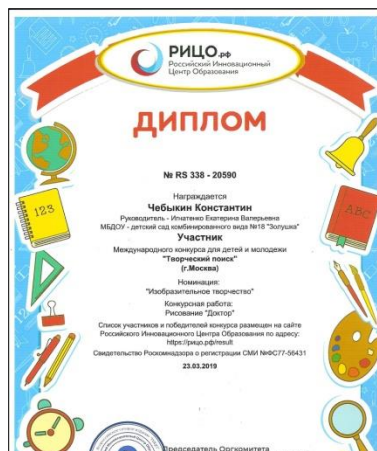 РИЦО.рф
Российский Инновационный
Центр Образования
ДИПЛОМ
№ RS 338 - 20590
Награждается
Чебыкин Константин
Руководитель - Игнатенко Екатерина Валерьевна
МБДОУ - детский сад комбинированного вида №18 "Золушка"
Участник
Международного конкурса для детей и молодежи
"Творческий поиск"
(г.Москва)
Номинация:
"Изобразительное творчество"
Конкурсная работа:
Рисование "Доктор"
Список участников и победителей конкурса размещен на сайте
Российского Инновационного Центра Образования по адресу:
https://рицо.рф/result
Свидетельство Роскомнадзора о регистрации СМИ №ФС77-56431
23.03.2019
Председатель Оргкомитета
123
ABC